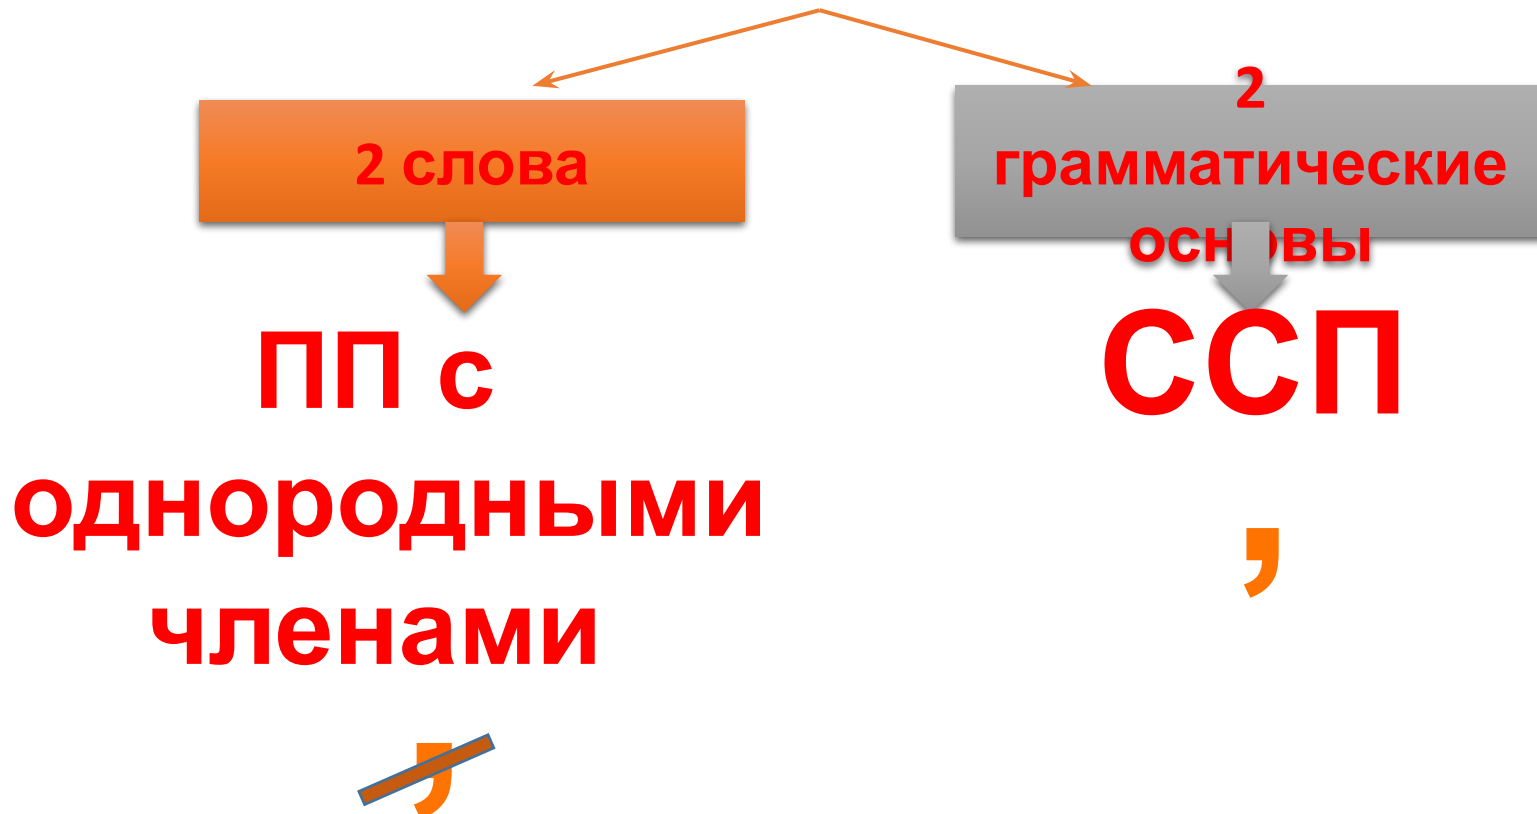 2 слова
2
грамматические
основы
ПП с
однородными
членами
,
ССП
,